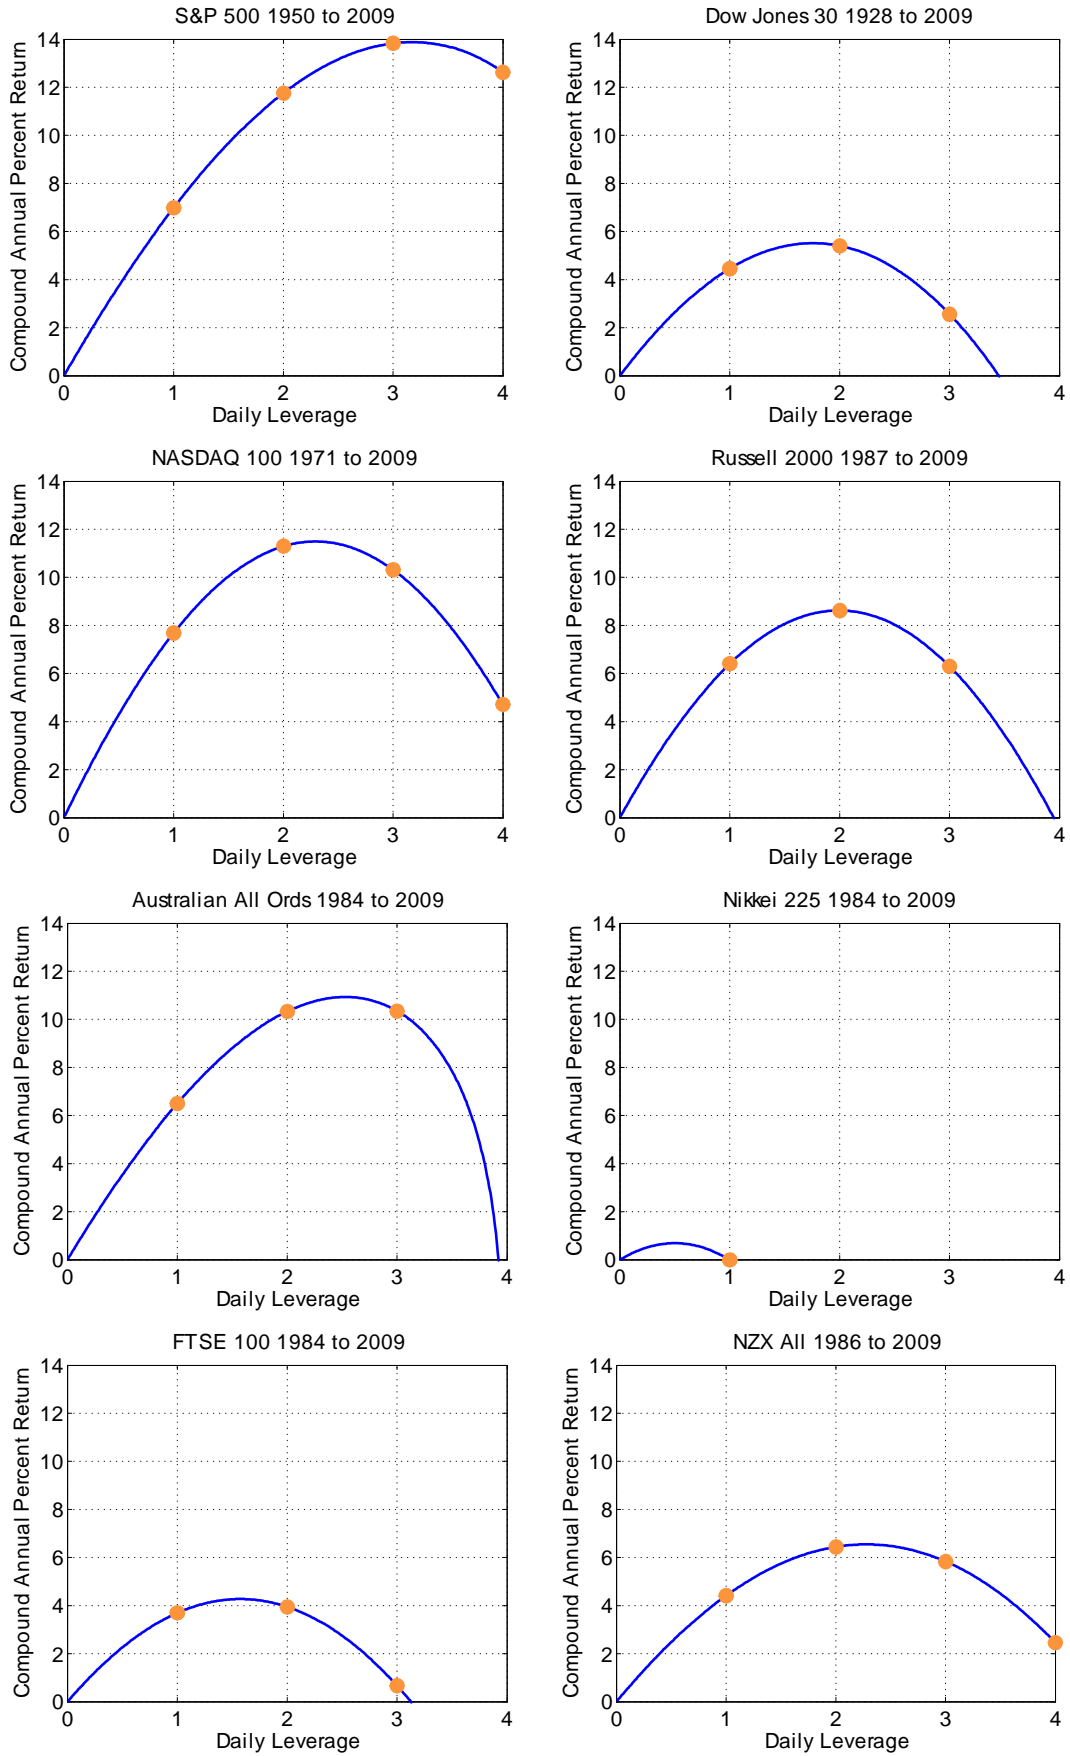 S&P 500 1950 to 2009
Compound Annual Percent Return
14
12
10
8
6
4
2
0
0 1 2 3 4
Daily Leverage
Dow Jones 30 1928 to 2009
Compound Annual Percent Return
14
12
10
8
6
4
2
0
0 1 2 3 4
Daily Leverage
NASDAQ 100 1971 to 2009
Compound Annual Percent Return
14
12
10
8
6
4
2
0
0 1 2 3 4
Daily Leverage
Russell 2000 1987 to 2009
Compound Annual Percent Return
14
12
10
8
6
4
2
0
0 1 2 3 4
Daily Leverage
Australian All Ords 1984 to 2009
Compound Annual Percent Return
14
12
10
8
6
4
2
0
0 1 2 3 4
Daily Leverage
Nikkei 225 1984 to 2009
Compound Annual Percent Return
14
12
10
8
6
4
2
0
0 1 2 3 4
Daily Leverage
FTSE 100 1984 to 2009
Compound Annual Percent Return
14
12
10
8
6
4
2
0
0 1 2 3 4
Daily Leverage
NZX All 1986 to 2009
Compound Annual Percent Return
14
12
10
8
6
4
2
0
0 1 2 3 4
Daily Leverage